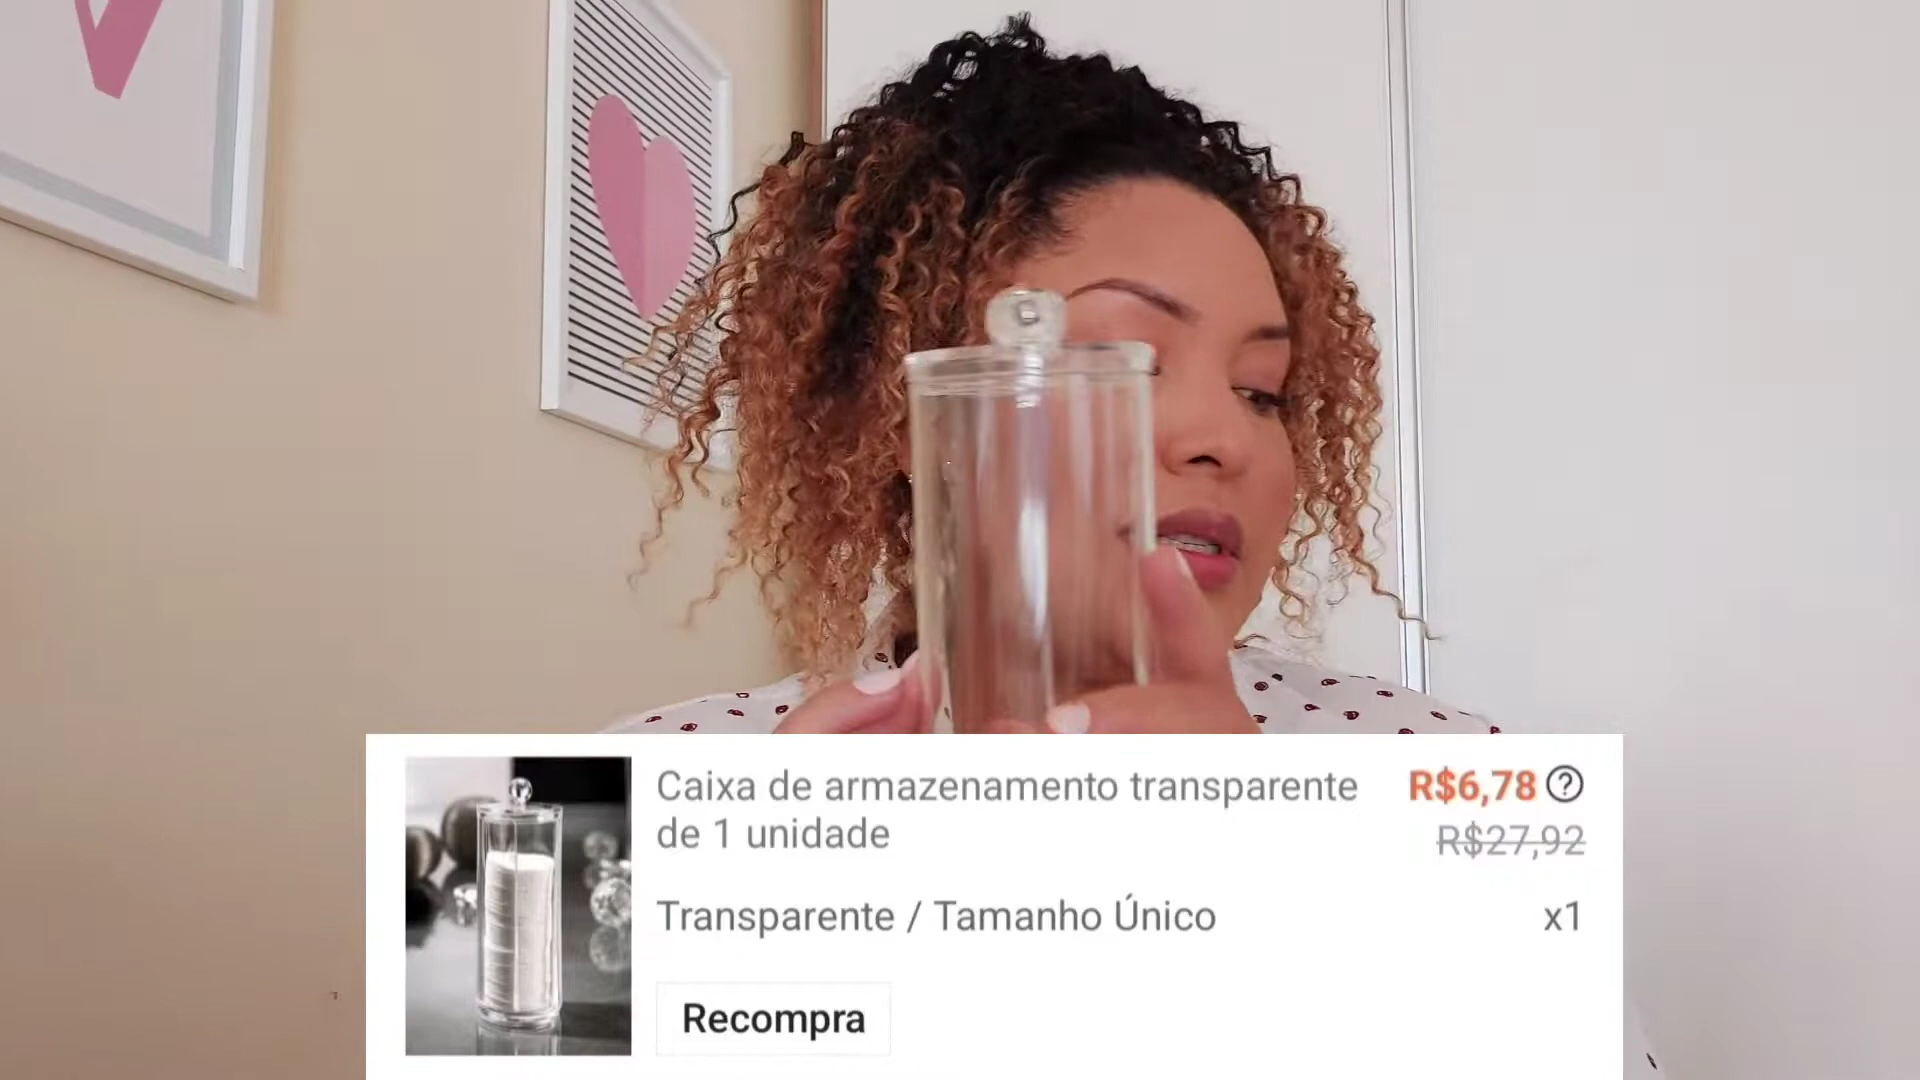 Caixa de armazenamento transparente
de 1 unidade
R$6,78
R$27,92
Transparente / Tamanho Único
x1
Recompra